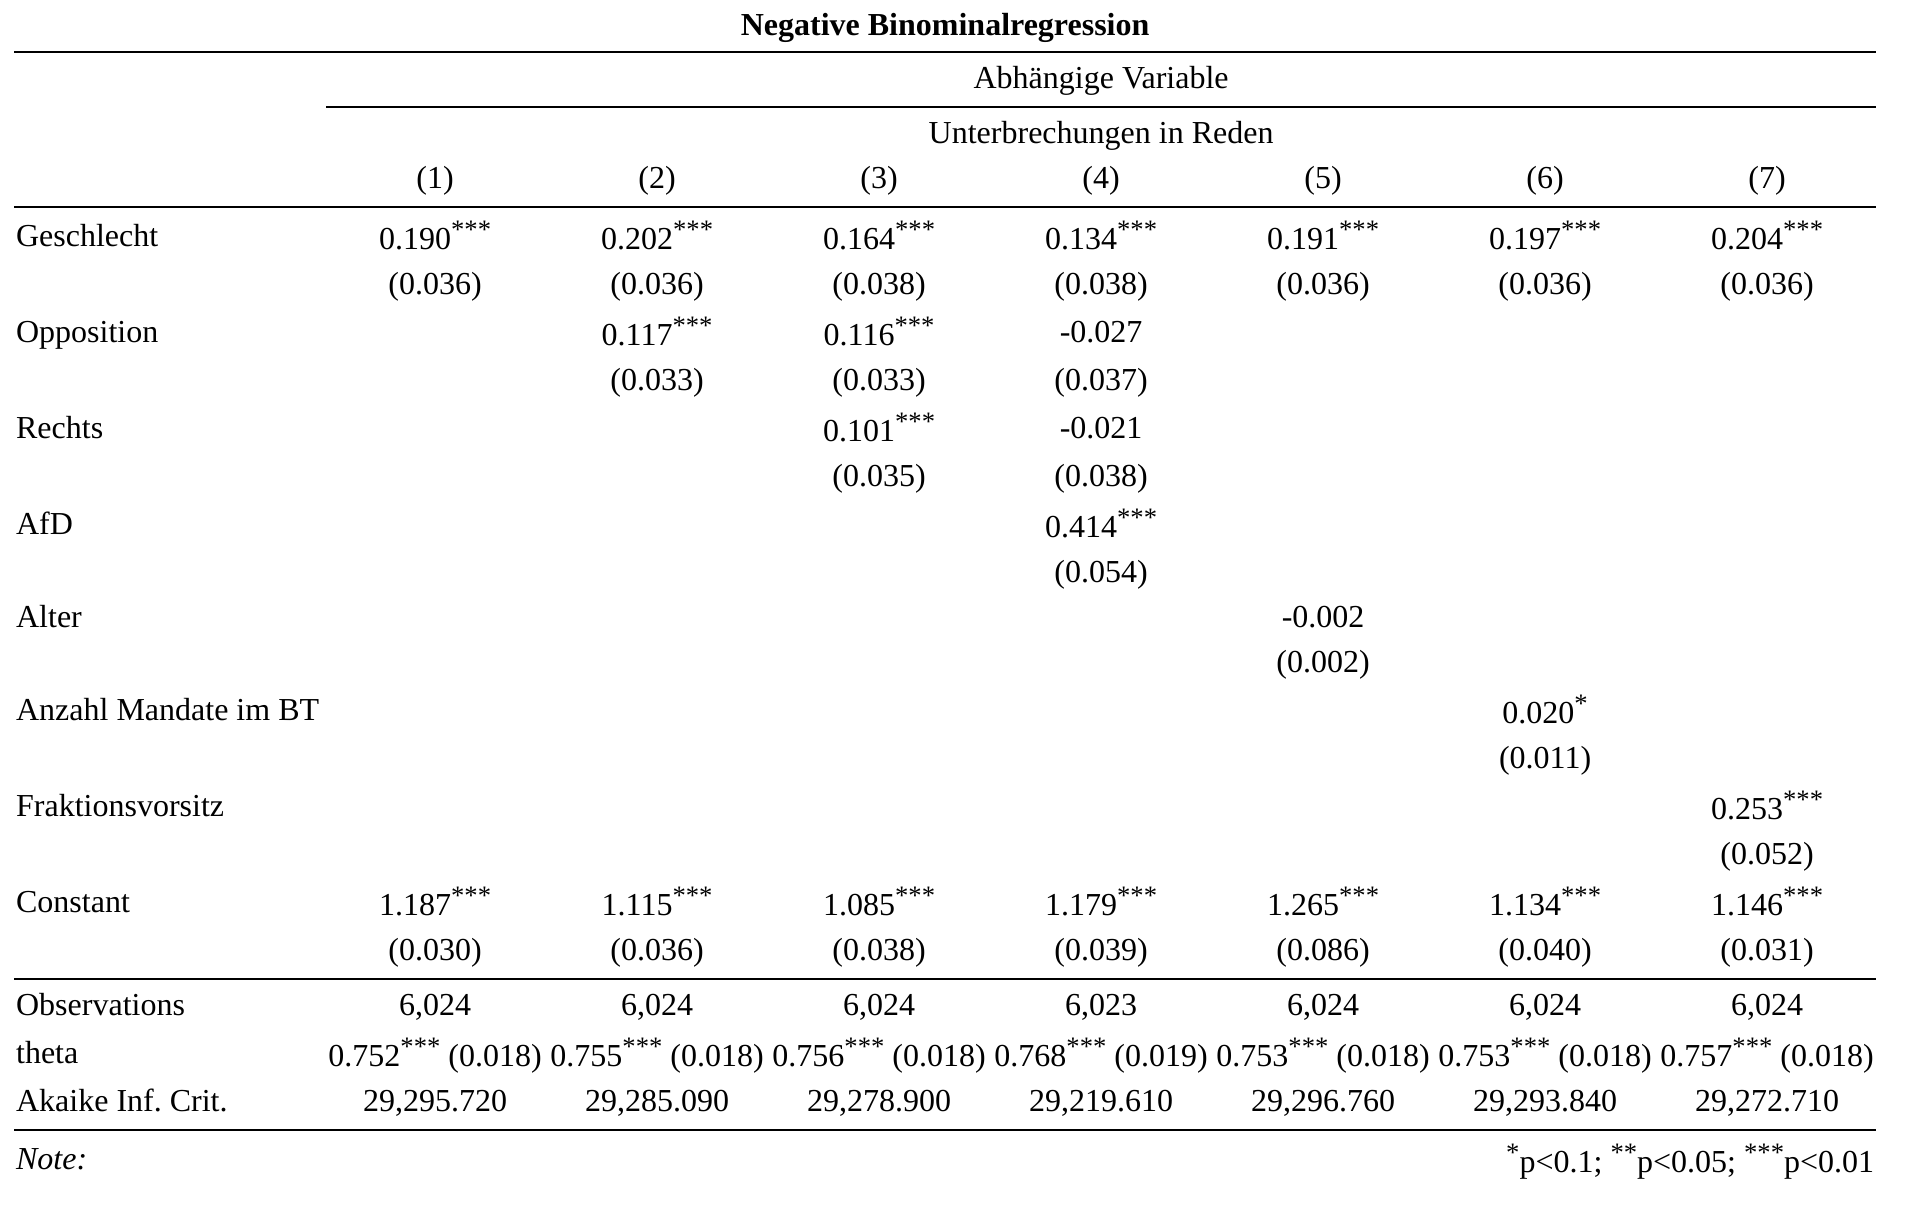 Negative Binominalregression
Abhängige Variable
Unterbrechungen in Reden
(1) (2) (3) (4) (5) (6) (7)
Geschlecht 0.190*** 0.202*** 0.164*** 0.134*** 0.191*** 0.197*** 0.204***
(0.036) (0.036) (0.038) (0.038) (0.036) (0.036) (0.036)
Opposition 0.117*** 0.116*** -0.027
(0.033) (0.033) (0.037)
Rechts 0.101*** -0.021
(0.035) (0.038)
AfD 0.414***
(0.054)
Alter -0.002
(0.002)
Anzahl Mandate im BT 0.020*
(0.011)
Fraktionsvorsitz 0.253***
(0.052)
Constant 1.187*** 1.115*** 1.085*** 1.179*** 1.265*** 1.134*** 1.146***
(0.030) (0.036) (0.038) (0.039) (0.086) (0.040) (0.031)
Observations 6,024 6,024 6,024 6,023 6,024 6,024 6,024
theta 0.752*** (0.018) 0.755*** (0.018) 0.756*** (0.018) 0.768*** (0.019) 0.753*** (0.018) 0.753*** (0.018) 0.757*** (0.018)
Akaike Inf. Crit. 29,295.720 29,285.090 29,278.900 29,219.610 29,296.760 29,293.840 29,272.710
Note: *p<0.1; **p<0.05; ***p<0.01